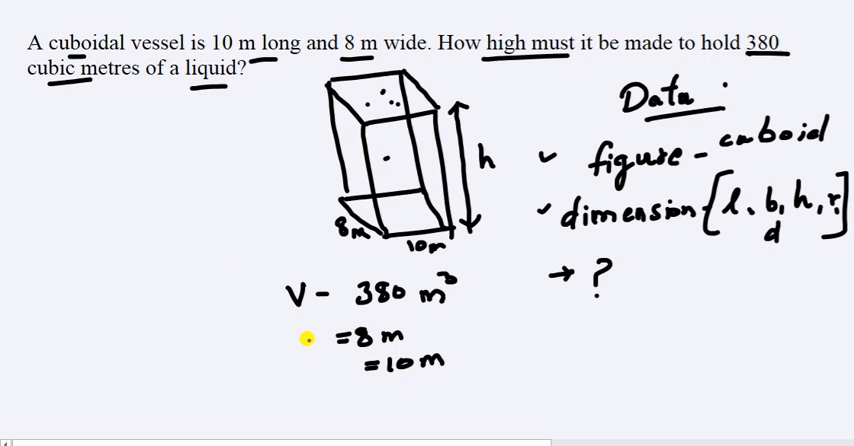 A cuboidal vessel is 10 m long and 8 m wide. How high must it be made to hold 380
cubic metres of a liquid?
Data :
figure - cuboid
dimension [l, b, h, r]
d
→ ?
h
8m
10m
V - 380 m³
= 8 m
= 10 m